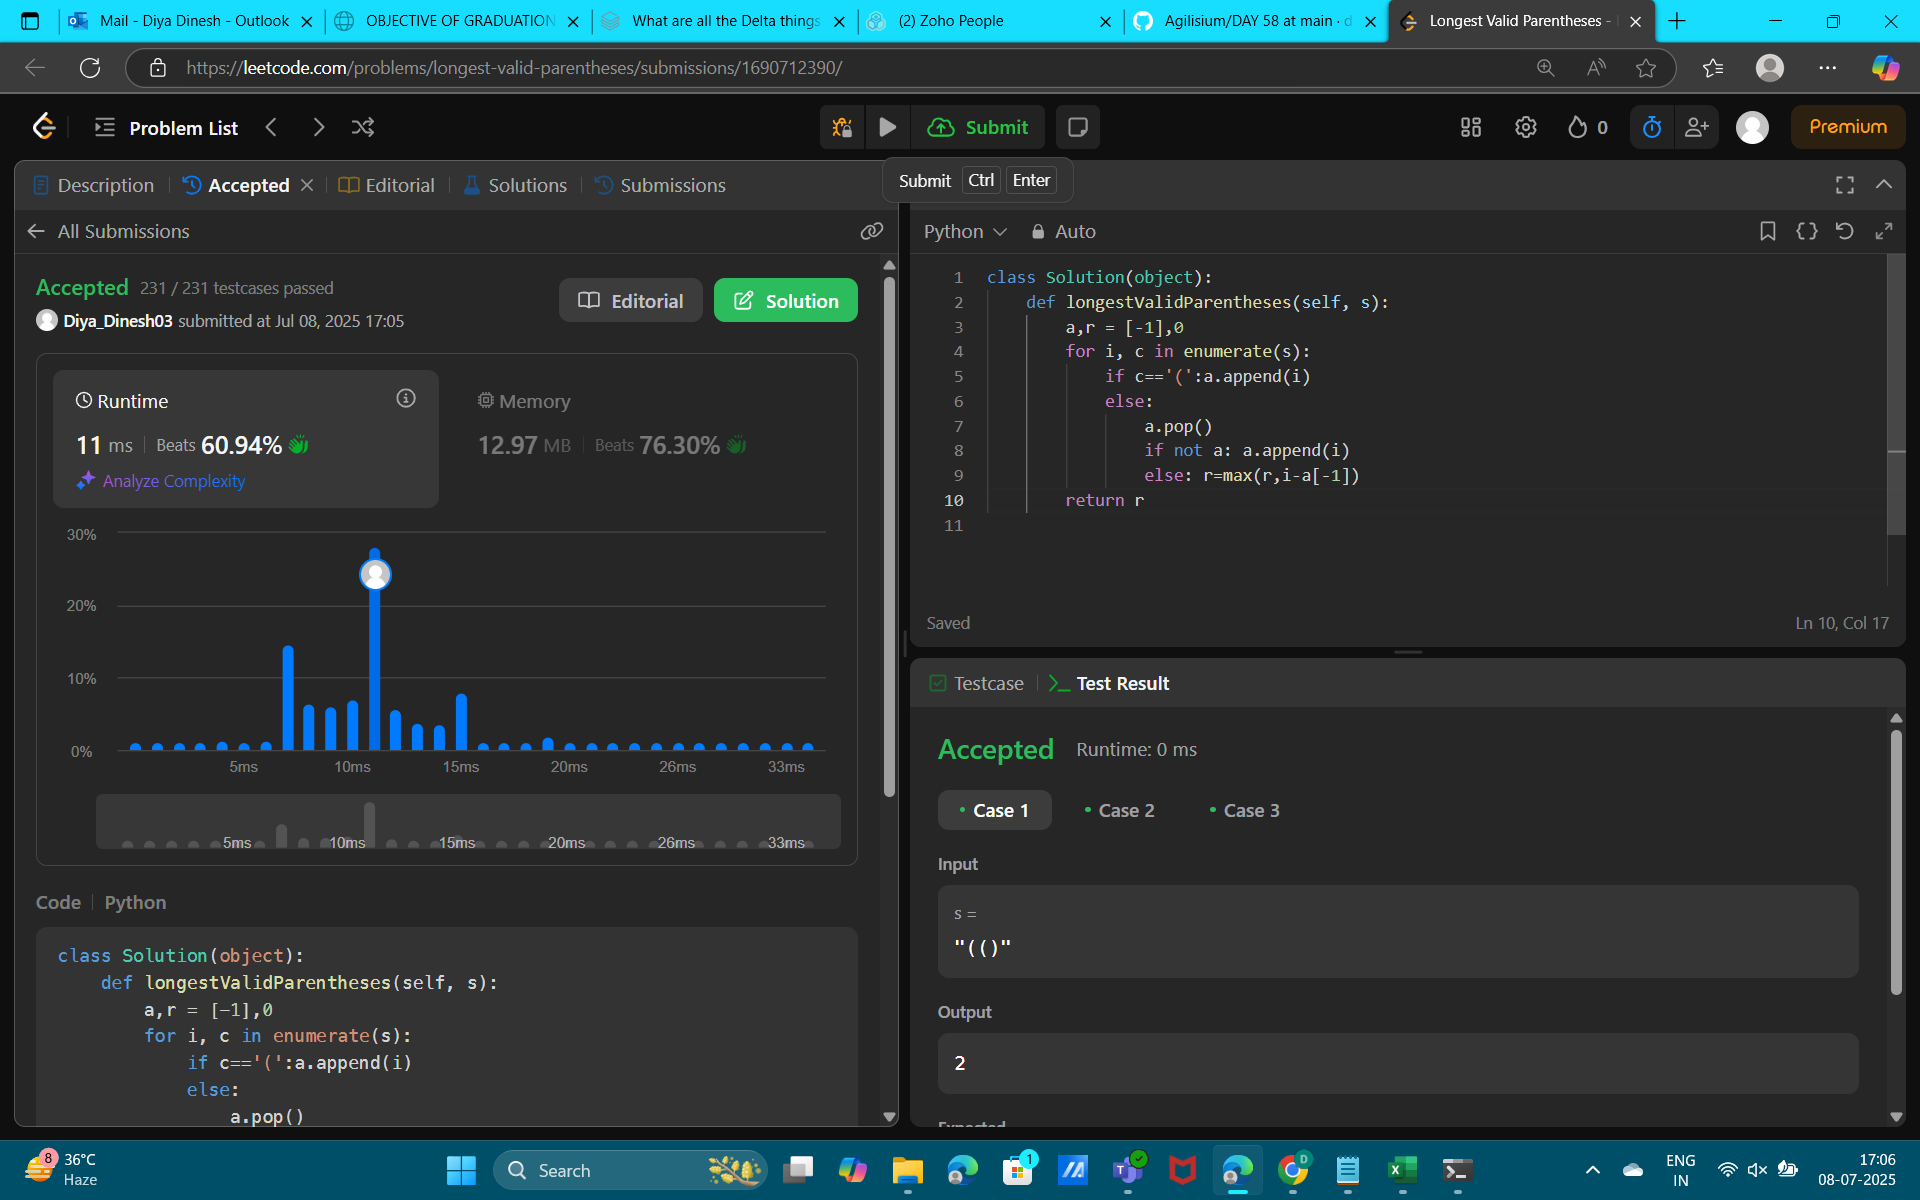 Mail - Diya Dinesh - Outlook
OBJECTIVE OF GRADUATION
What are all the Delta things
(2) Zoho People
Agilisium/DAY 58 at main · d
Longest Valid Parentheses -
https://leetcode.com/problems/longest-valid-parentheses/submissions/1690712390/
Problem List
Submit
0
Premium
Description
Accepted
Editorial
Solutions
Submissions
Submit Ctrl Enter
All Submissions
Accepted 231 / 231 testcases passed
Diya_Dinesh03 submitted at Jul 08, 2025 17:05
Editorial
Solution
Runtime
11 ms Beats 60.94%
Analyze Complexity
Memory
12.97 MB Beats 76.30%
30%
20%
10%
0%
5ms 10ms 15ms 20ms 26ms 33ms
5ms 10ms 15ms 20ms 26ms 33ms
Code Python
class Solution(object):
def longestValidParentheses(self, s):
a,r = [-1],0
for i, c in enumerate(s):
if c=='(':a.append(i)
else:
a.pop()
Python Auto
1 class Solution(object):
2 def longestValidParentheses(self, s):
3 a,r = [-1],0
4 for i, c in enumerate(s):
5 if c=='(':a.append(i)
6 else:
7 a.pop()
8 if not a: a.append(i)
9 else: r=max(r,i-a[-1])
10 return r
11
Saved
Ln 10, Col 17
Testcase
Test Result
Accepted Runtime: 0 ms
Case 1 Case 2 Case 3
Input
s =
"(()"
Output
2
Expected
8
36°C
Haze
Search
1
D
ENG
IN
17:06
08-07-2025